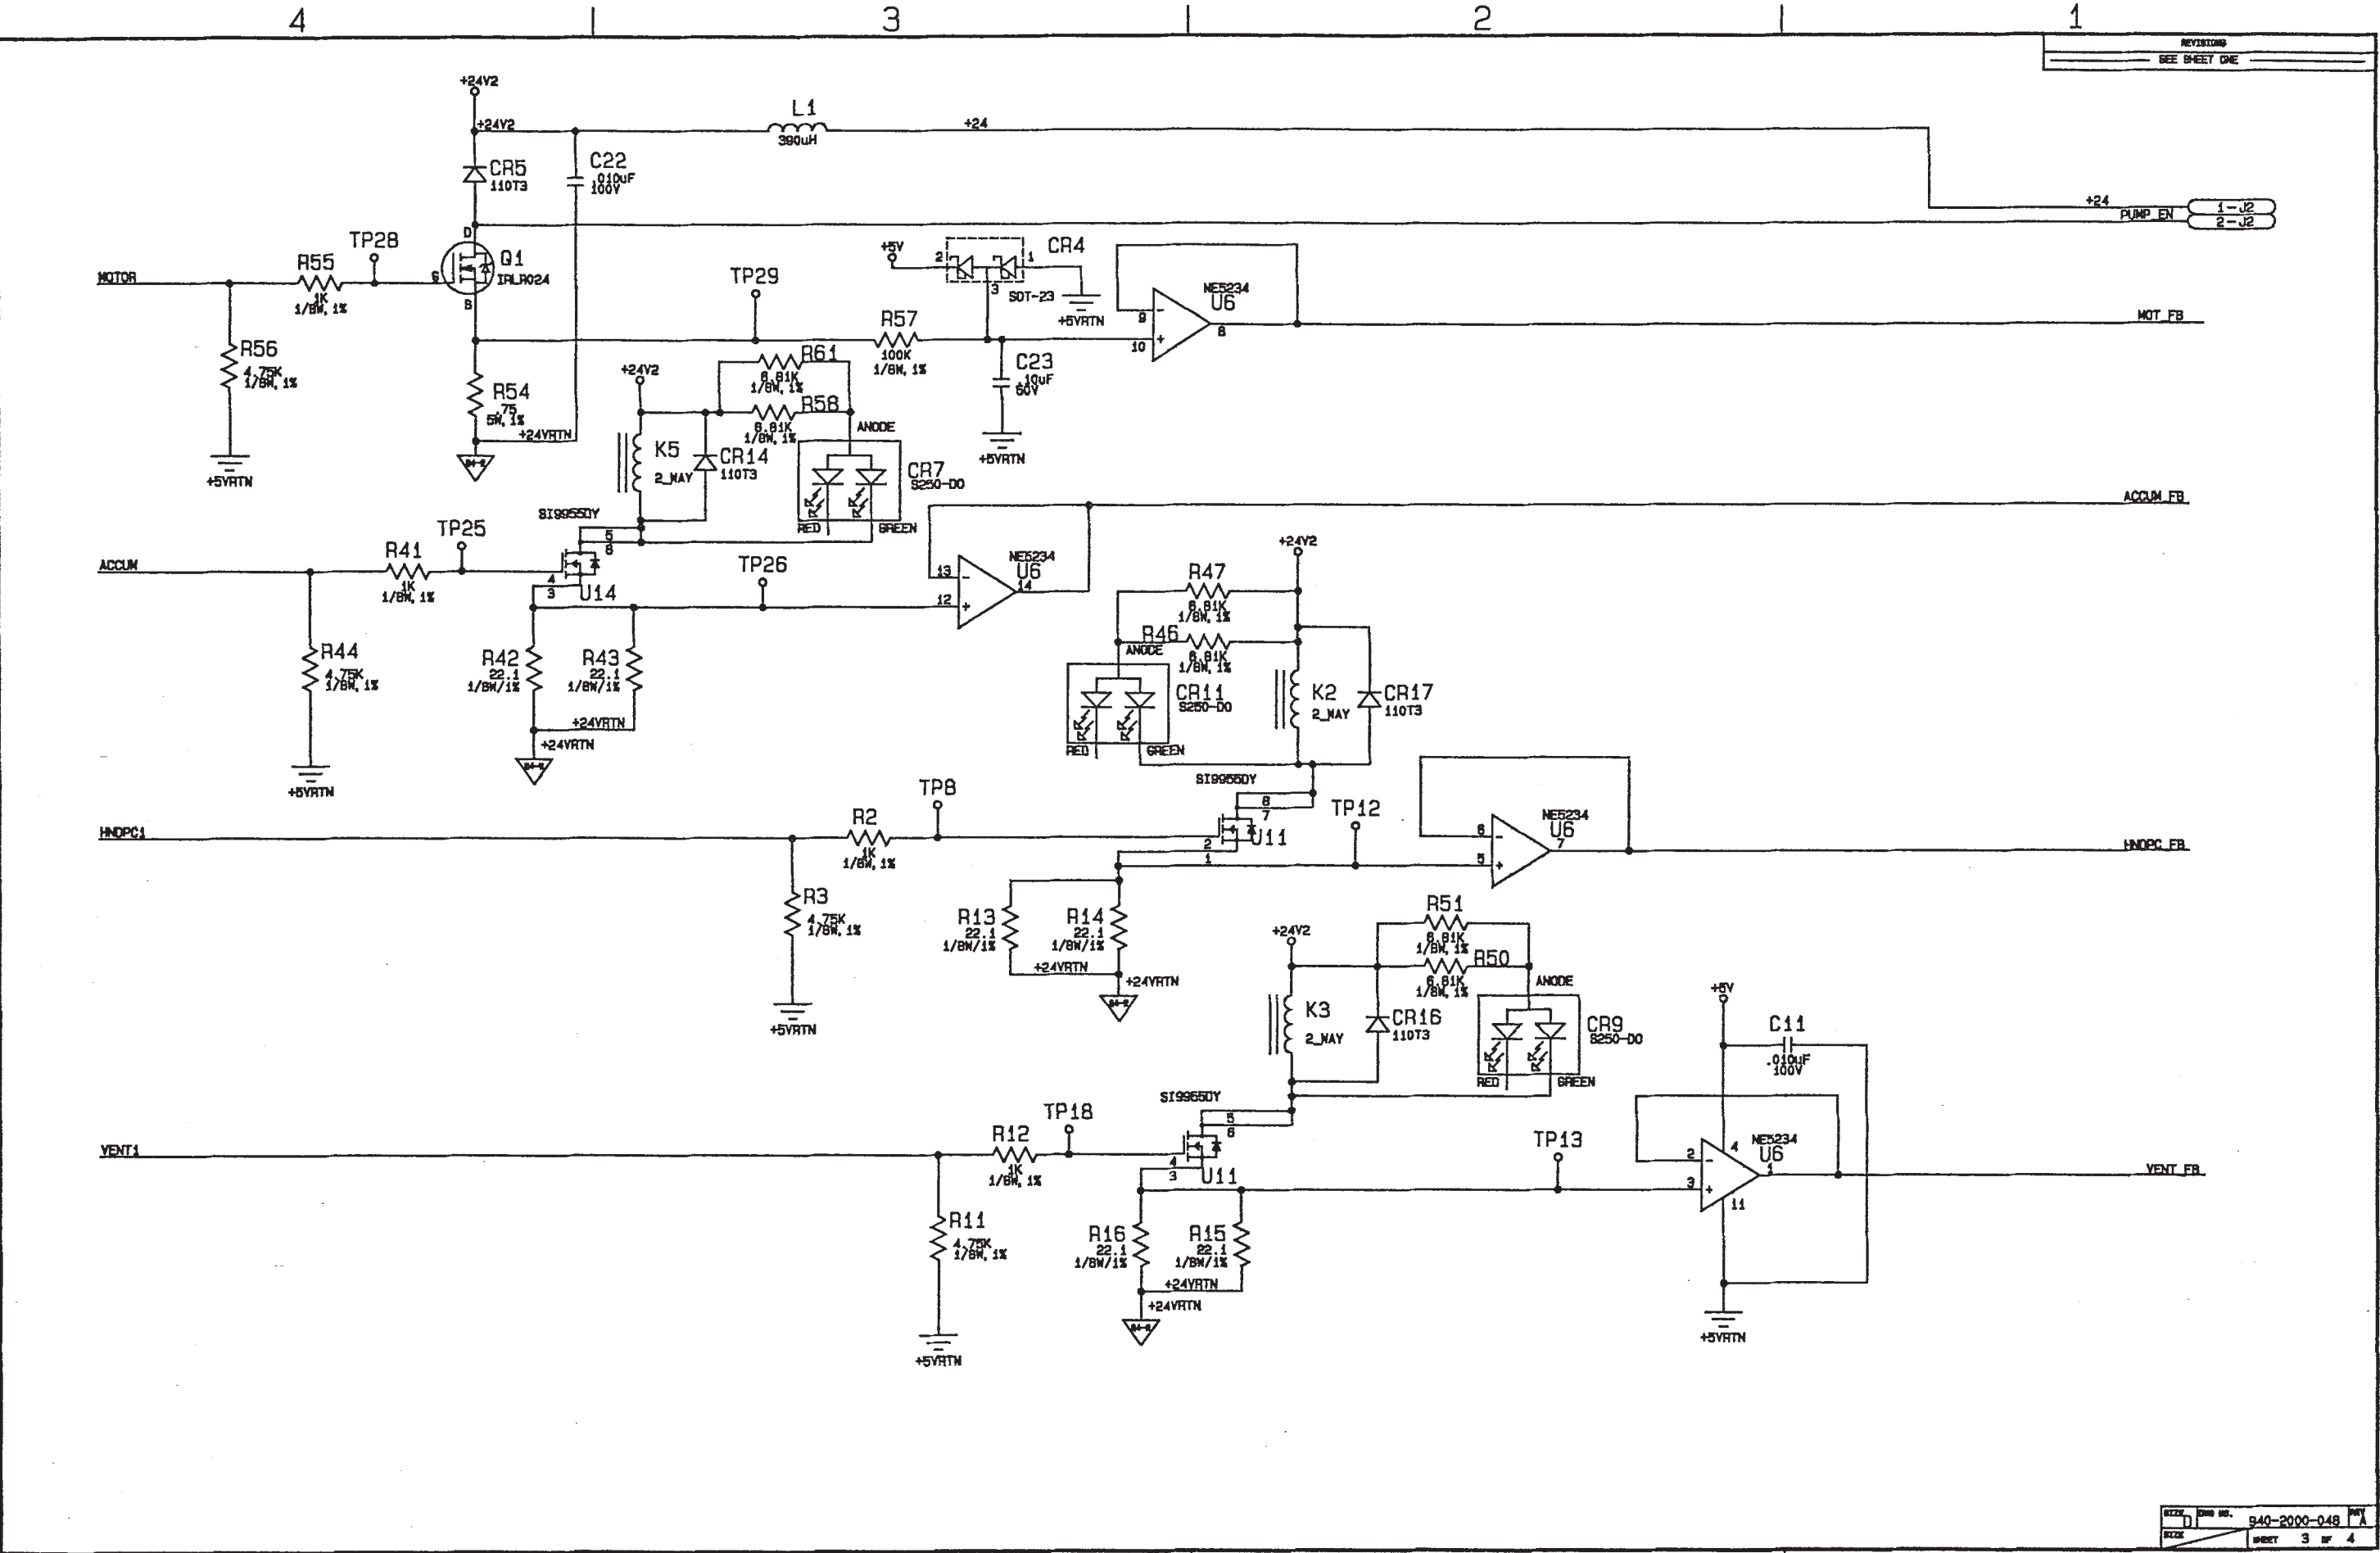 4 3 2 1
REVISIONS
SEE SHEET ONE
+24V2
+24V2
L1
390uH
+24
CR5
110T3
C22
.010uF
100V
+24
1-J2
PUMP_EN
2-J2
D
Q1
IRLR024
G
S
TP28
R55
1K
1/8W, 1%
MOTOR
R56
4.75K
1/8W, 1%
+5VRTN
R54
.75
5W, 1%
+24VRTN
TP29
+5V
2
1
3
CR4
SOT-23
+5VRTN
R57
100K
1/8W, 1%
C23
.10uF
50V
+5VRTN
NE5234
U6
9
10
8
MOT_FB
+24V2
R61
6.81K
1/8W, 1%
R58
6.81K
1/8W, 1%
ANODE
K5
2_WAY
CR14
110T3
CR7
S250-DO
RED
GREEN
SI9955DY
5
6
4
3
U14
TP25
R41
1K
1/8W, 1%
ACCUM
R44
4.75K
1/8W, 1%
+5VRTN
R42
22.1
1/8W/1%
R43
22.1
1/8W/1%
+24VRTN
+24VRTN
TP26
13
12
NE5234
U6
14
ACCUM_FB
+24V2
R47
6.81K
1/8W, 1%
R46
ANODE
6.81K
1/8W, 1%
CR11
S250-DO
RED
GREEN
K2
2_WAY
CR17
110T3
SI9955DY
8
7
2
1
U11
TP8
R2
1K
1/8W, 1%
HNDPC1
R3
4.75K
1/8W, 1%
+5VRTN
R13
22.1
1/8W/1%
R14
22.1
1/8W/1%
+24VRTN
+24VRTN
TP12
6
5
NE5234
U6
7
HNDPC_FB
+24V2
R51
6.81K
1/8W, 1%
R50
6.81K
1/8W, 1%
ANODE
K3
2_WAY
CR16
110T3
CR9
S250-DO
RED
GREEN
SI9955DY
5
6
4
3
U11
TP18
R12
1K
1/8W, 1%
VENT1
R11
4.75K
1/8W, 1%
+5VRTN
R16
22.1
1/8W/1%
R15
22.1
1/8W/1%
+24VRTN
+24VRTN
TP13
+5V
C11
.010uF
100V
2
3
4
NE5234
U6
1
11
+5VRTN
VENT_FB
SIZE D DWG NO. 940-2000-048 REV A
SIZE SHEET 3 OF 4